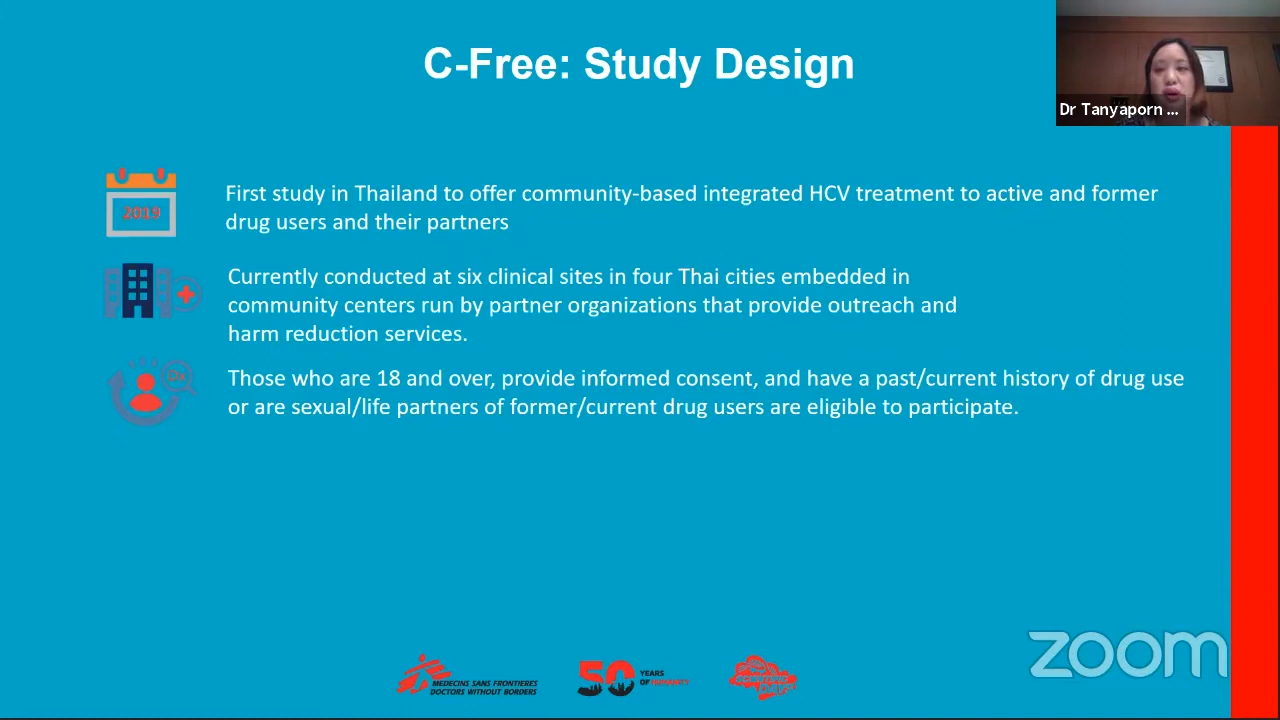 C-Free: Study Design
Dr Tanyaporn ...
2019
First study in Thailand to offer community-based integrated HCV treatment to active and former
drug users and their partners
Currently conducted at six clinical sites in four Thai cities embedded in
community centers run by partner organizations that provide outreach and
harm reduction services.
Dx
Those who are 18 and over, provide informed consent, and have a past/current history of drug use
or are sexual/life partners of former/current drug users are eligible to participate.
zoom
MEDECINS SANS FRONTIERES
DOCTORS WITHOUT BORDERS
50 YEARS
OF HUMANITY